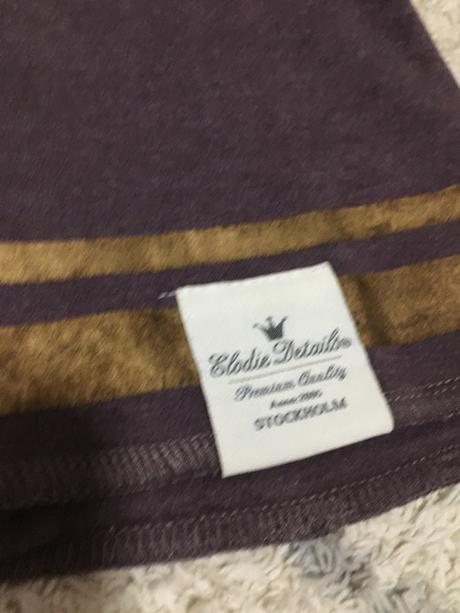 Elodie Details®
Premium Quality
STOCKHOLM